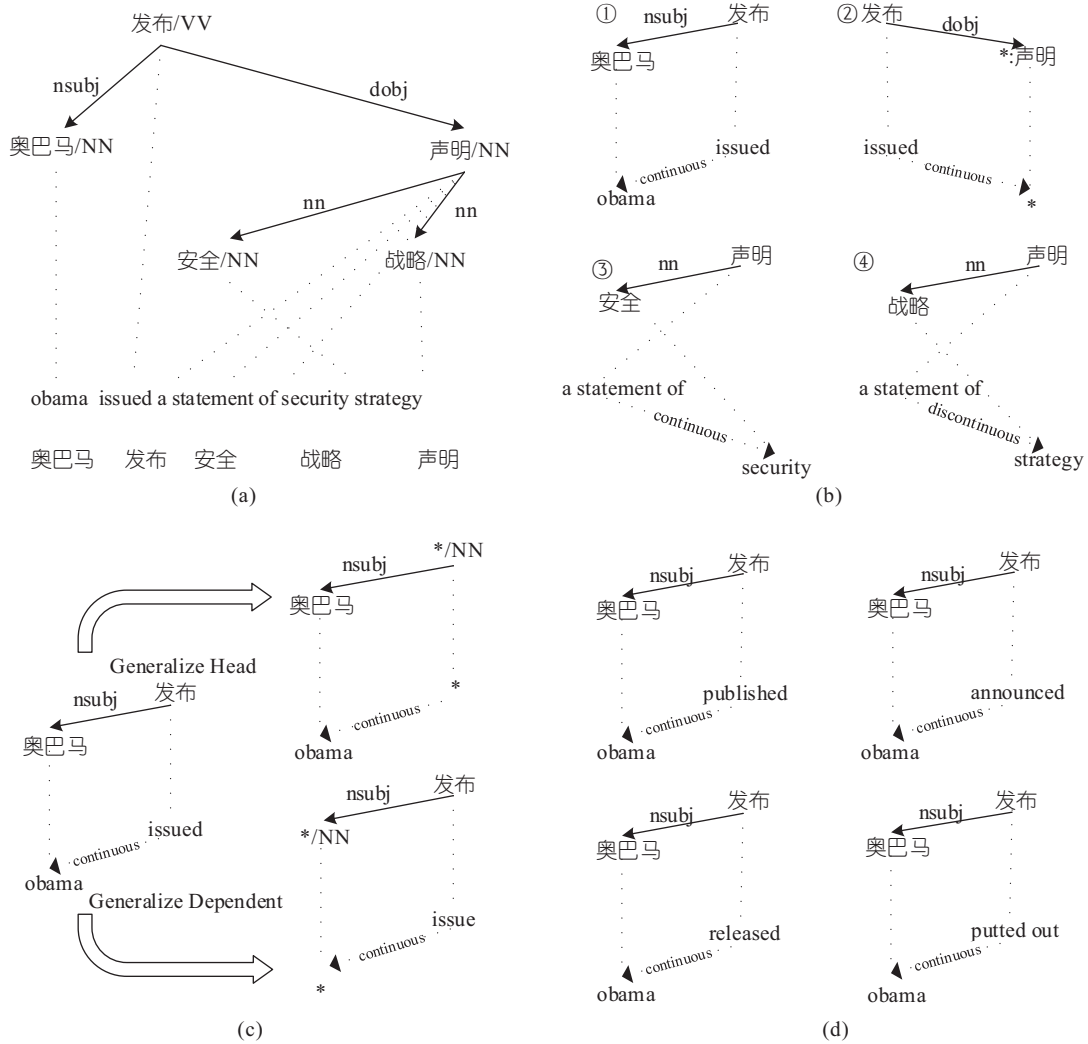 发布/VV
nsubj
dobj
奥巴马/NN
声明/NN
nn
nn
安全/NN
战略/NN
obama issued a statement of security strategy
奥巴马 发布 安全 战略 声明
(a)
① nsubj 发布
奥巴马
issued
continuous
obama
② 发布 dobj
*:声明
issued
continuous
*
③ nn 声明
安全
a statement of
continuous
security
④ nn 声明
战略
a statement of
discontinuous
strategy
(b)
Generalize Head
nsubj 发布
奥巴马
issued
continuous
obama
Generalize Dependent
nsubj */NN
奥巴马
*
continuous
obama
nsubj 发布
*/NN
issue
continuous
*
(c)
nsubj 发布
奥巴马
published
continuous
obama
nsubj 发布
奥巴马
announced
continuous
obama
nsubj 发布
奥巴马
released
continuous
obama
nsubj 发布
奥巴马
putted out
continuous
obama
(d)